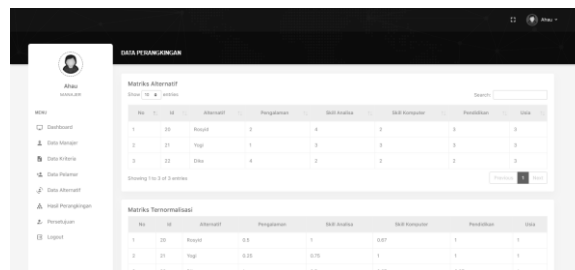 Ahau
DATA PERANGKINGAN
Ahau
MENU
Dashboard
Data Manajer
Data Kriteria
Data Pelamar
Data Alternatif
Hasil Perangkingan
Persetujuan
Logout
Matriks Alternatif
Show 10 entries
Search:
No Id Alternatif Pengalaman Skill Analisa Skill Komputer Pendidikan Usia
1 20 Rosyid 2 4 2 3 3
2 21 Yogi 1 3 3 3 3
3 22 Dika 4 2 2 2 3
Showing 1 to 3 of 3 entries
Previous 1 Next
Matriks Ternormalisasi
No Id Alternatif Pengalaman Skill Analisa Skill Komputer Pendidikan Usia
1 20 Rosyid 0.5 1 0.67 1 1
2 21 Yogi 0.25 0.75 1 1 1